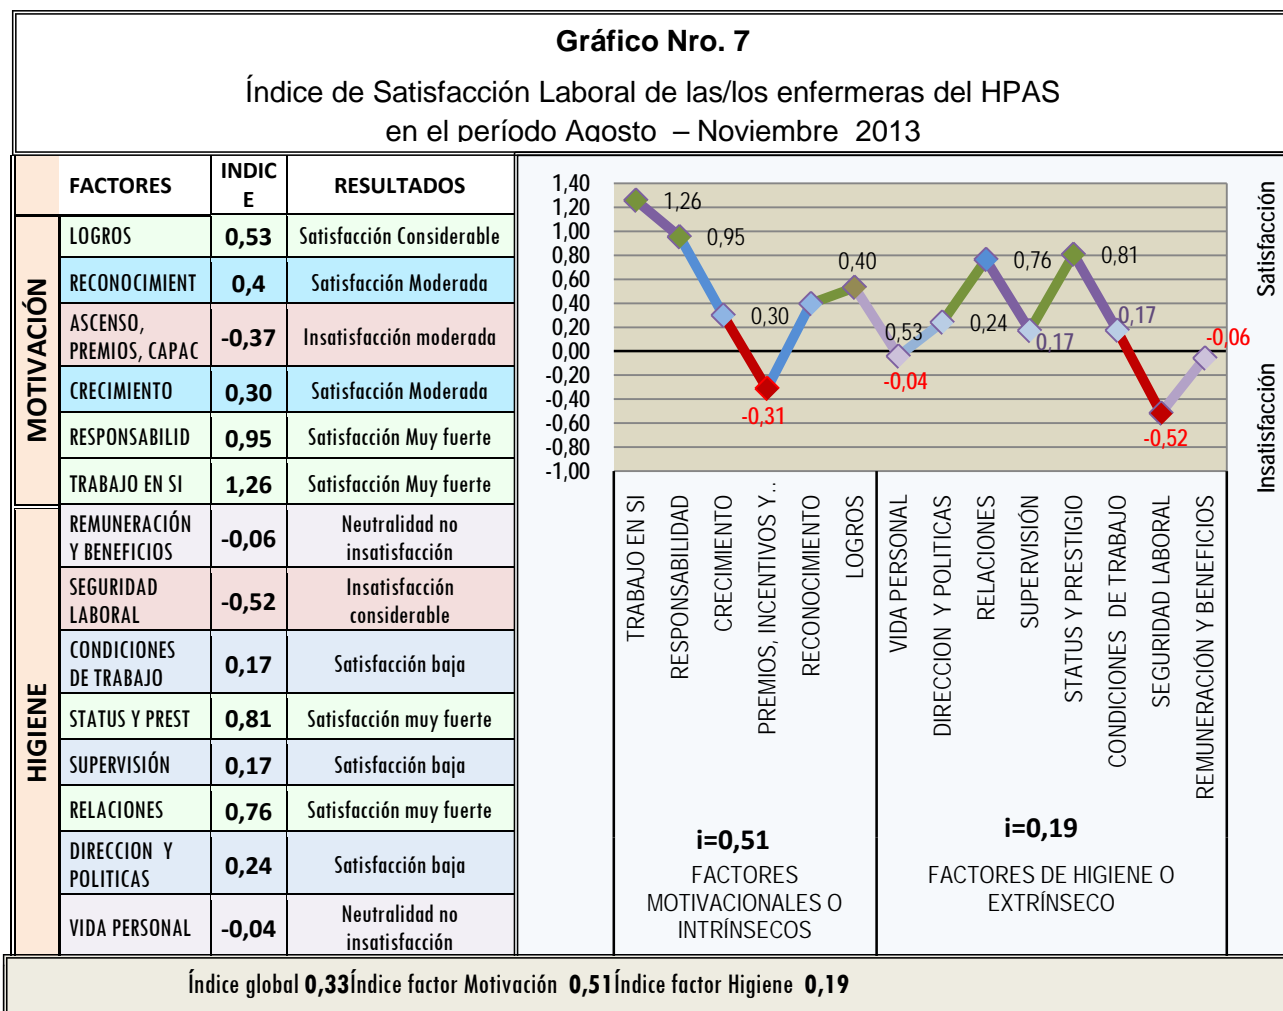 Gráfico Nro. 7
Índice de Satisfacción Laboral de las/los enfermeras del HPAS
en el período Agosto – Noviembre 2013
FACTORES
INDIC
E
RESULTADOS
MOTIVACIÓN
LOGROS
0,53
Satisfacción Considerable
RECONOCIMIENT
0,4
Satisfacción Moderada
ASCENSO,
PREMIOS, CAPAC
-0,37
Insatisfacción moderada
CRECIMIENTO
0,30
Satisfacción Moderada
RESPONSABILID
0,95
Satisfacción Muy fuerte
TRABAJO EN SI
1,26
Satisfacción Muy fuerte
HIGIENE
REMUNERACIÓN
Y BENEFICIOS
-0,06
Neutralidad no
insatisfacción
SEGURIDAD
LABORAL
-0,52
Insatisfacción
considerable
CONDICIONES
DE TRABAJO
0,17
Satisfacción baja
STATUS Y PREST
0,81
Satisfacción muy fuerte
SUPERVISIÓN
0,17
Satisfacción baja
RELACIONES
0,76
Satisfacción muy fuerte
DIRECCION Y
POLITICAS
0,24
Satisfacción baja
VIDA PERSONAL
-0,04
Neutralidad no
insatisfacción
1,40
1,20
1,00
0,80
0,60
0,40
0,20
0,00
-0,20
-0,40
-0,60
-0,80
-1,00
1,26
0,95
0,30
-0,31
0,40
0,53
-0,04
0,24
0,76
0,17
0,81
0,17
-0,52
-0,06
Satisfacción
Insatisfacción
TRABAJO EN SI
RESPONSABILIDAD
CRECIMIENTO
PREMIOS, INCENTIVOS Y ..
RECONOCIMIENTO
LOGROS
VIDA PERSONAL
DIRECCION Y POLITICAS
RELACIONES
SUPERVISIÓN
STATUS Y PRESTIGIO
CONDICIONES DE TRABAJO
SEGURIDAD LABORAL
REMUNERACIÓN Y BENEFICIOS
i=0,51
FACTORES
MOTIVACIONALES O
INTRÍNSECOS
i=0,19
FACTORES DE HIGIENE O
EXTRÍNSECO
Índice global 0,33Índice factor Motivación 0,51Índice factor Higiene 0,19